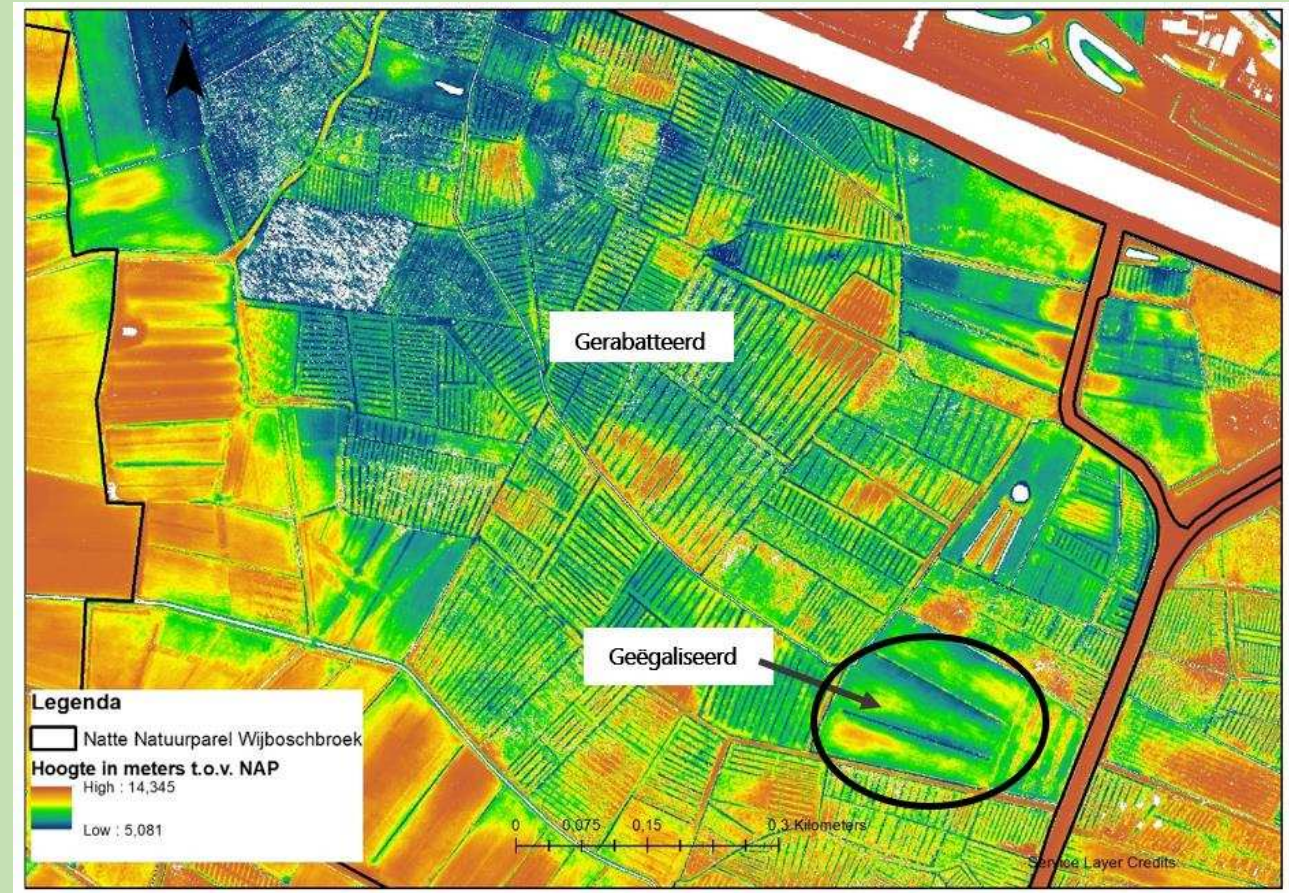 N
Gerabatteerd
Geëgaliseerd
Legenda
Natte Natuurparel Wijboschbroek
Hoogte in meters t.o.v. NAP
High : 14,345
Low : 5,081
0 0,075 0,15 0,3 Kilometers
Service Layer Credits: